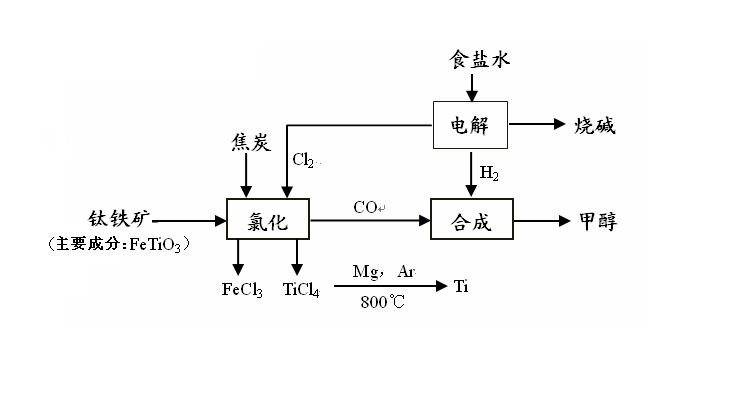 食盐水
电解
烧碱
焦炭
Cl₂
H₂
钛铁矿
(主要成分:FeTiO₃)
氯化
CO
合成
甲醇
FeCl₃
TiCl₄
Mg，Ar
800℃
Ti